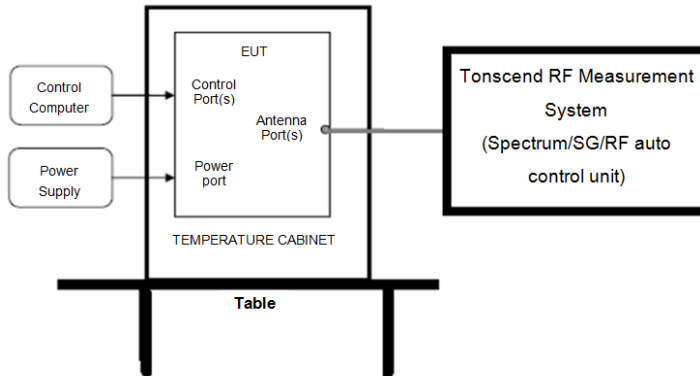 Control
Computer
Power
Supply
EUT
Control
Port(s)
Antenna
Port(s)
Power
port
TEMPERATURE CABINET
Table
Tonscend RF Measurement
System
(Spectrum/SG/RF auto
control unit)